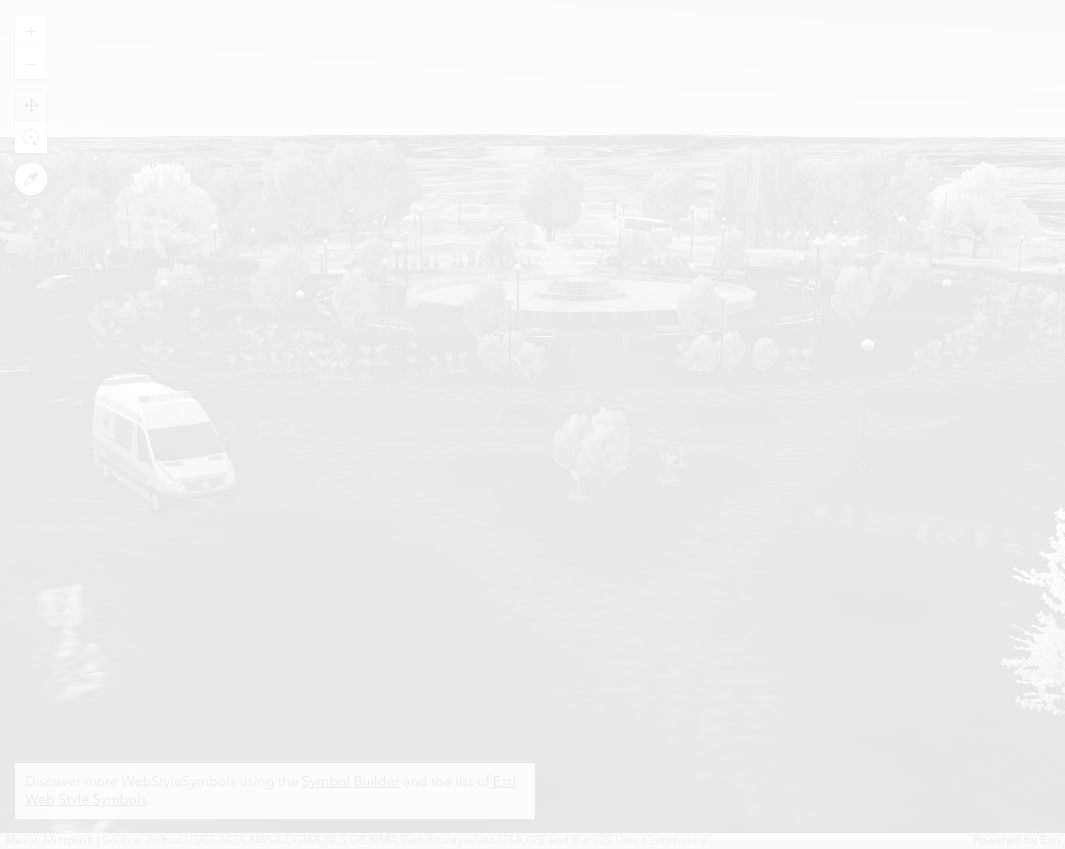 Discover more WebStyleSymbols using the Symbol Builder and the list of Esri
Web Style Symbols.
Maxar, Microsoft | Source: Airbus,USGS,NGA,NASA,CGIAR,NLS,OS,NMA,Geodatastyrelsen,GSA,GSI and the GIS User Community
Powered by Esri